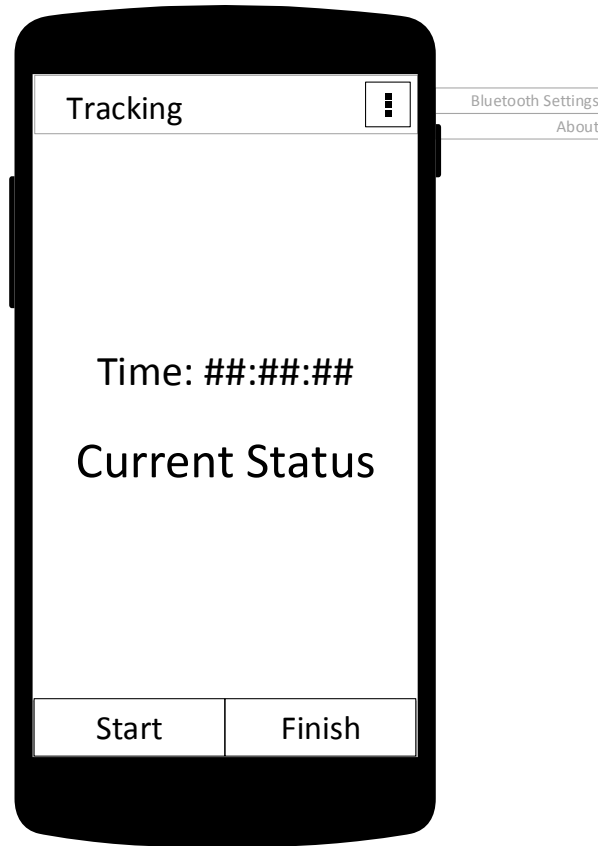 Tracking
Bluetooth Settings
About
Time: ##:##:##
Current Status
Start
Finish